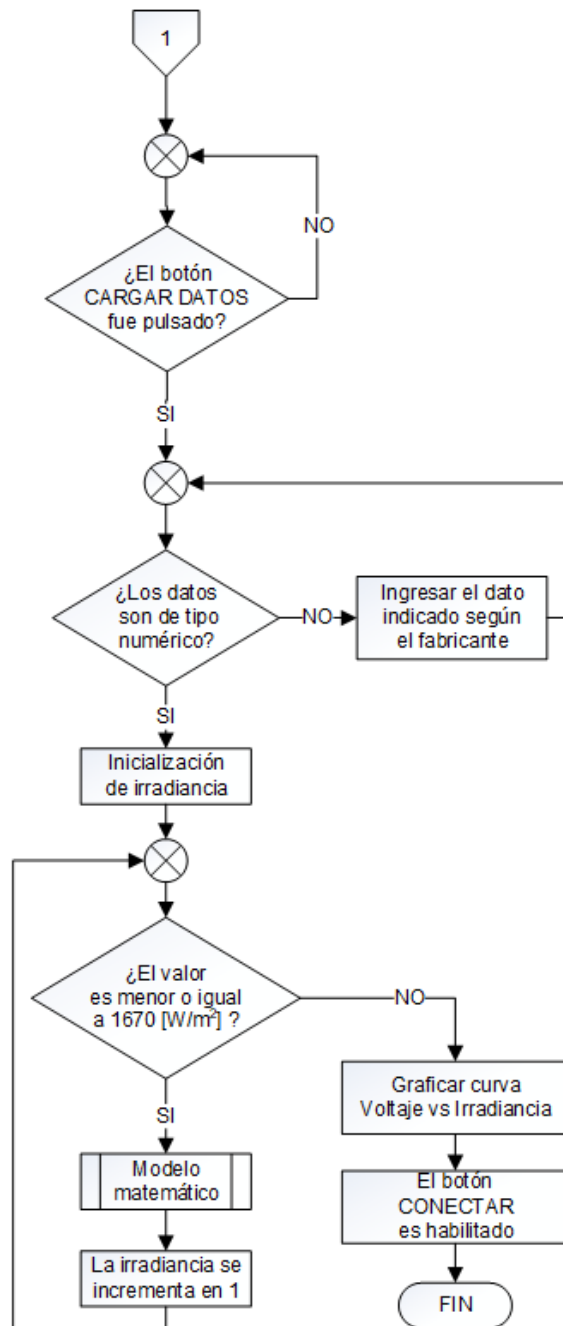 1
NO
¿El botón
CARGAR DATOS
fue pulsado?
SI
¿Los datos
son de tipo
numérico?
NO
Ingresar el dato
indicado según
el fabricante
SI
Inicialización
de irradiancia
¿El valor
es menor o igual
a 1670 [W/m²] ?
NO
SI
Graficar curva
Voltaje vs Irradiancia
Modelo
matemático
El botón
CONECTAR
es habilitado
La irradiancia se
incrementa en 1
FIN